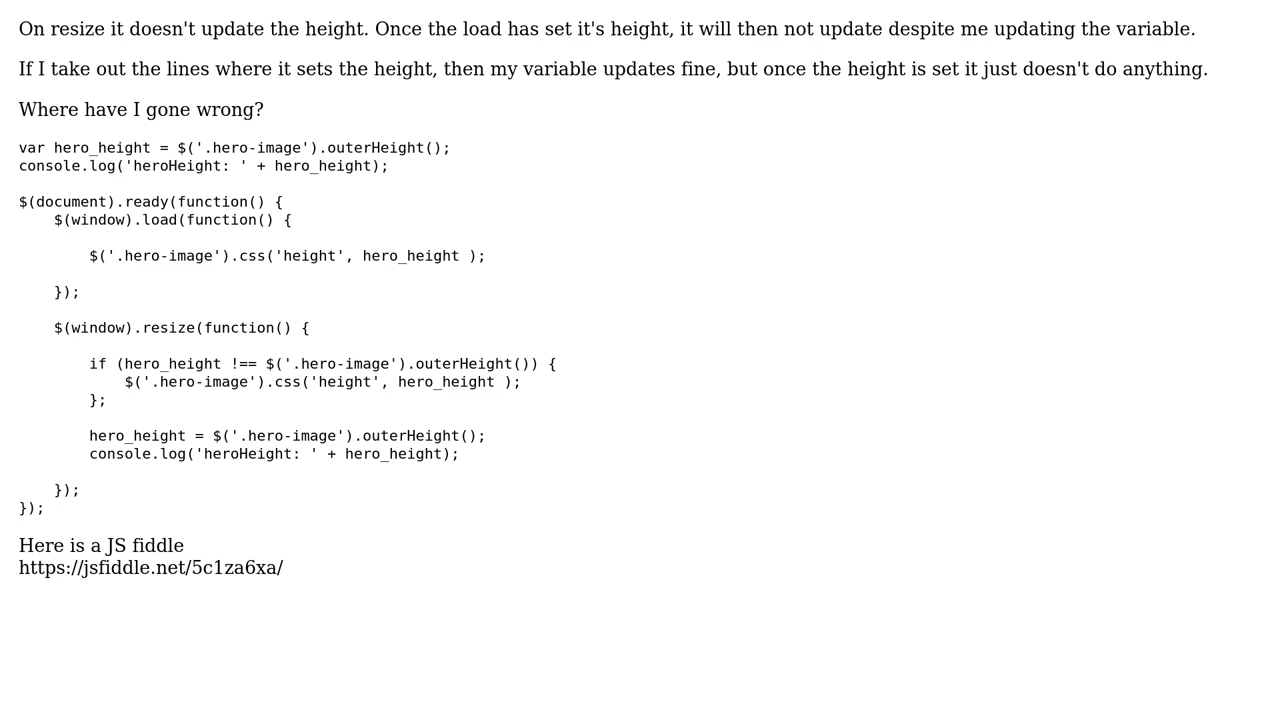 On resize it doesn't update the height. Once the load has set it's height, it will then not update despite me updating the variable.
If I take out the lines where it sets the height, then my variable updates fine, but once the height is set it just doesn't do anything.
Where have I gone wrong?
var hero_height = $('.hero-image').outerHeight();
console.log('heroHeight: ' + hero_height);
$(document).ready(function() {
    $(window).load(function() {
        $('.hero-image').css('height', hero_height );
    });
    $(window).resize(function() {
        if (hero_height !== $('.hero-image').outerHeight()) {
            $('.hero-image').css('height', hero_height );
        };
        hero_height = $('.hero-image').outerHeight();
        console.log('heroHeight: ' + hero_height);
    });
});
Here is a JS fiddle
https://jsfiddle.net/5c1za6xa/